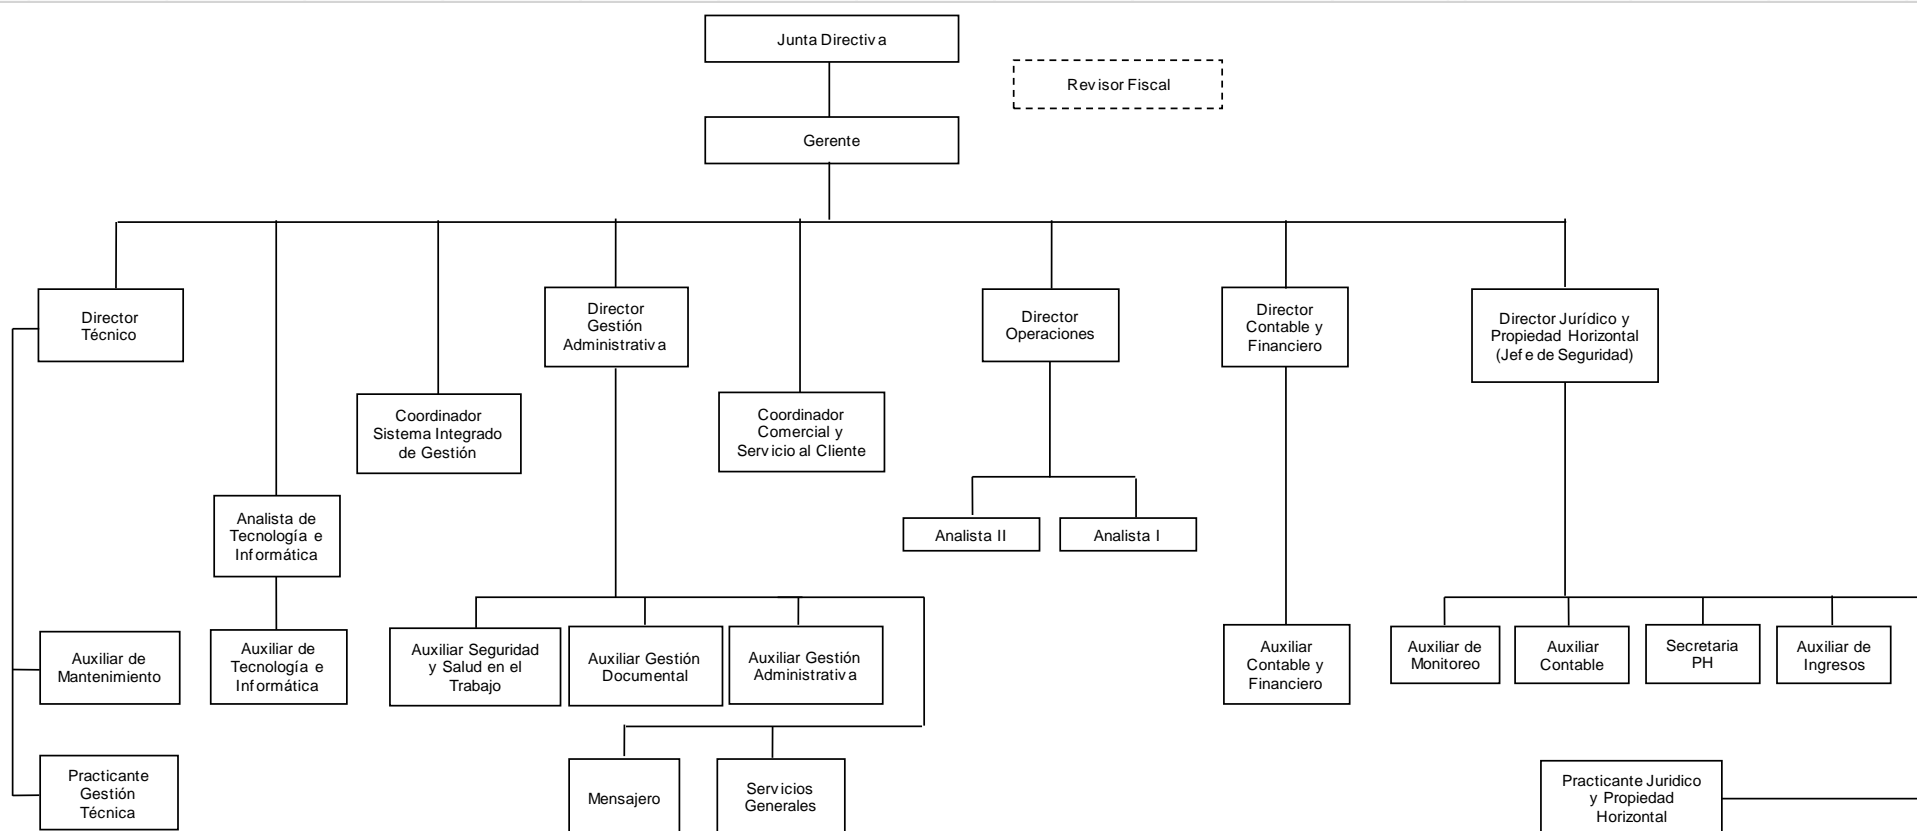 Junta Directiva
Revisor Fiscal
Gerente
Director
Técnico
Director
Gestión
Administrativa
Director
Operaciones
Director
Contable y
Financiero
Director Jurídico y
Propiedad Horizontal
(Jefe de Seguridad)
Coordinador
Sistema Integrado
de Gestión
Coordinador
Comercial y
Servicio al Cliente
Analista de
Tecnología e
Informática
Analista II
Analista I
Auxiliar de
Mantenimiento
Auxiliar de
Tecnología e
Informática
Auxiliar Seguridad
y Salud en el
Trabajo
Auxiliar Gestión
Documental
Auxiliar Gestión
Administrativa
Auxiliar
Contable y
Financiero
Auxiliar de
Monitoreo
Auxiliar
Contable
Secretaria
PH
Auxiliar de
Ingresos
Practicante
Gestión
Técnica
Mensajero
Servicios
Generales
Practicante Juridico
y Propiedad
Horizontal